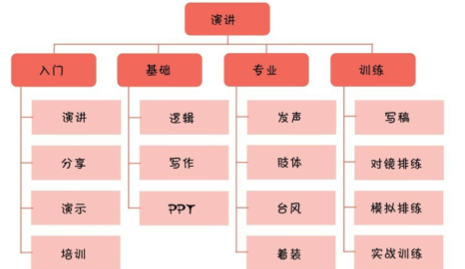 演讲
入门
基础
专业
训练
演讲
逻辑
发声
写稿
分享
写作
肢体
对镜排练
演示
PPT
台风
模拟排练
培训
着装
实战训练